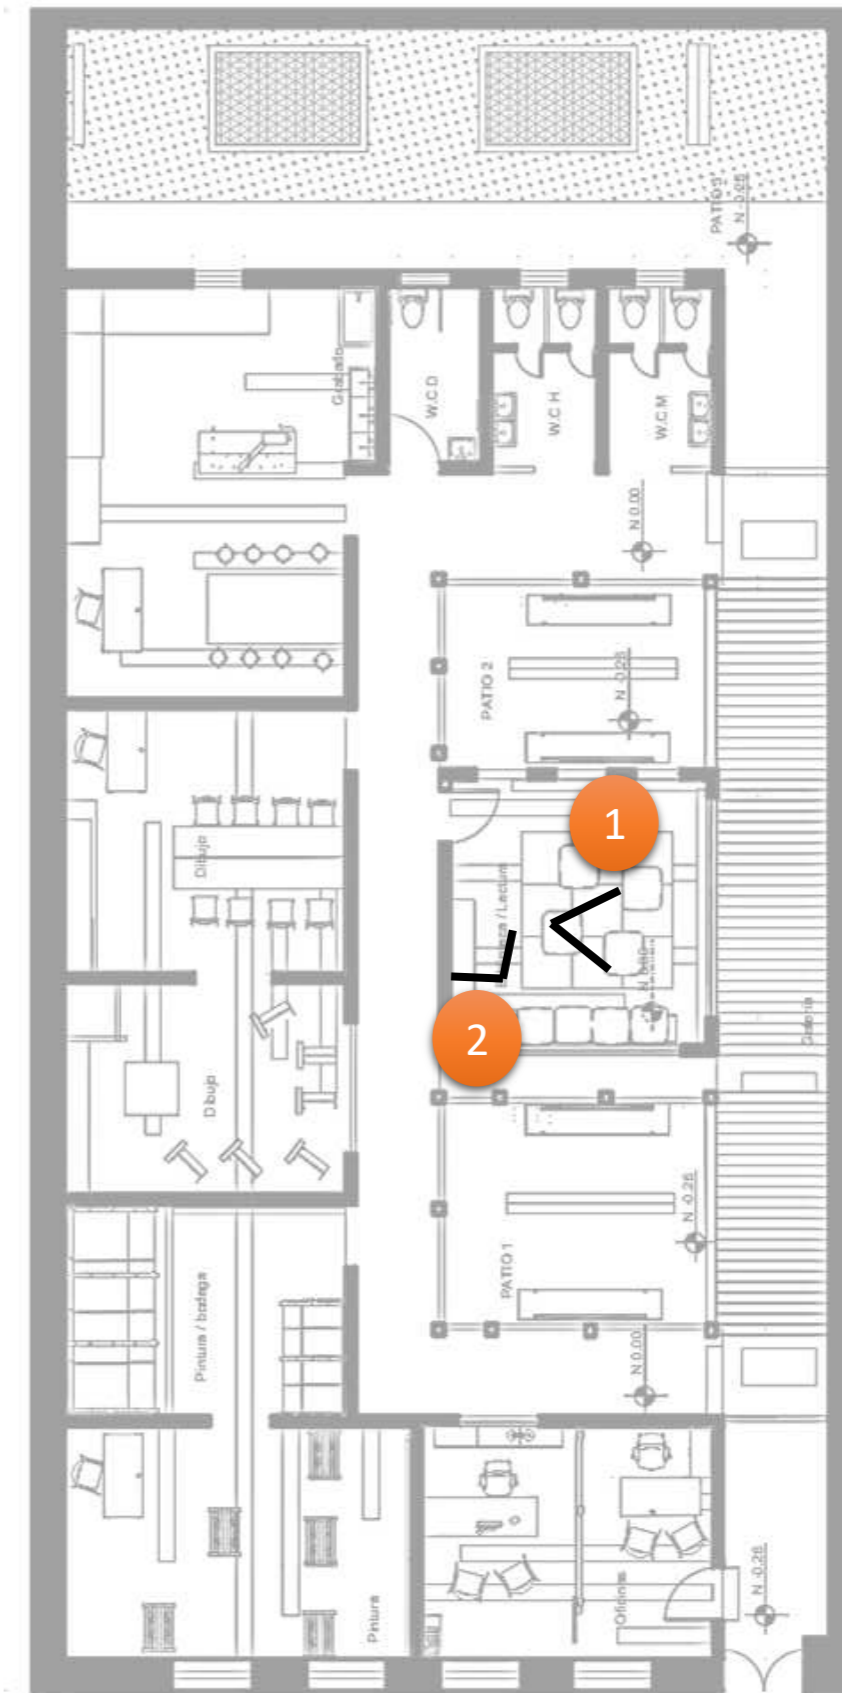 PATIO 3
N -0.26
Grabado
W.C D
W.C H
W.C M
N 0.00
PATIO 2
N -0.26
1
Dibujo
/ Lectura
2
Galería
Dibujo
N -0.26
PATIO 1
Pintura / bodega
N 0.00
Pintura
Oficinas
N -0.26